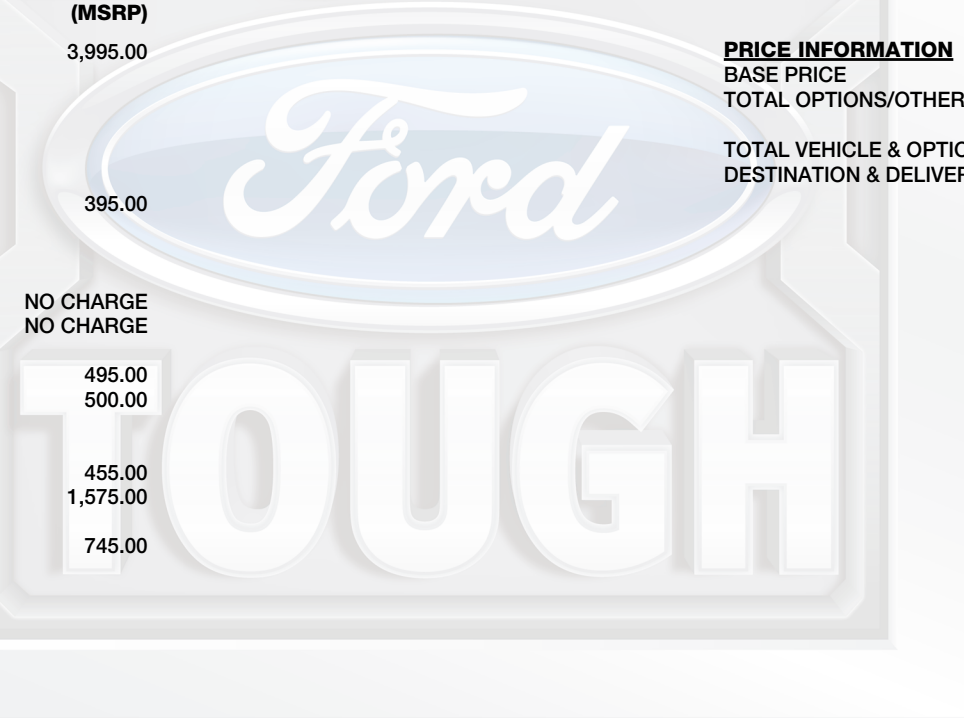 (MSRP)
3,995.00
395.00
NO CHARGE
NO CHARGE
495.00
500.00
455.00
1,575.00
745.00
PRICE INFORMATION
BASE PRICE
TOTAL OPTIONS/OTHER
TOTAL VEHICLE & OPTIO
DESTINATION & DELIVER
Ford
TOUGH